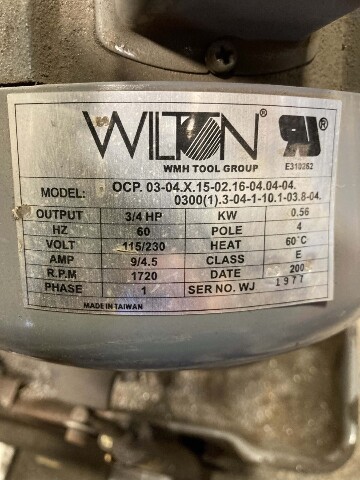 WILTON®
WMH TOOL GROUP
®
E310262
MODEL: OCP. 03-04.X.15-02.16-04.04-04.
0300(1).3-04-1-10.1-03.8-04.
OUTPUT 3/4 HP KW 0.56
HZ 60 POLE 4
VOLT 115/230 HEAT 60°C
AMP 9/4.5 CLASS E
R.P.M 1720 DATE 200
PHASE 1 SER NO. WJ 1977
MADE IN TAIWAN